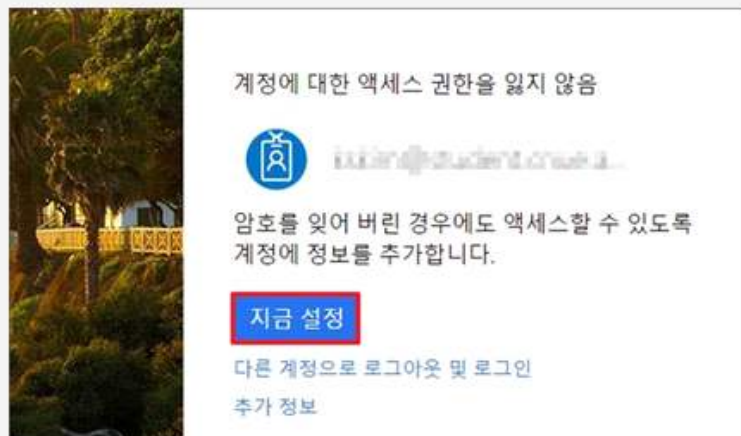 계정에 대한 액세스 권한을 잃지 않음
암호를 잊어 버린 경우에도 액세스할 수 있도록
계정에 정보를 추가합니다.
지금 설정
다른 계정으로 로그아웃 및 로그인
추가 정보